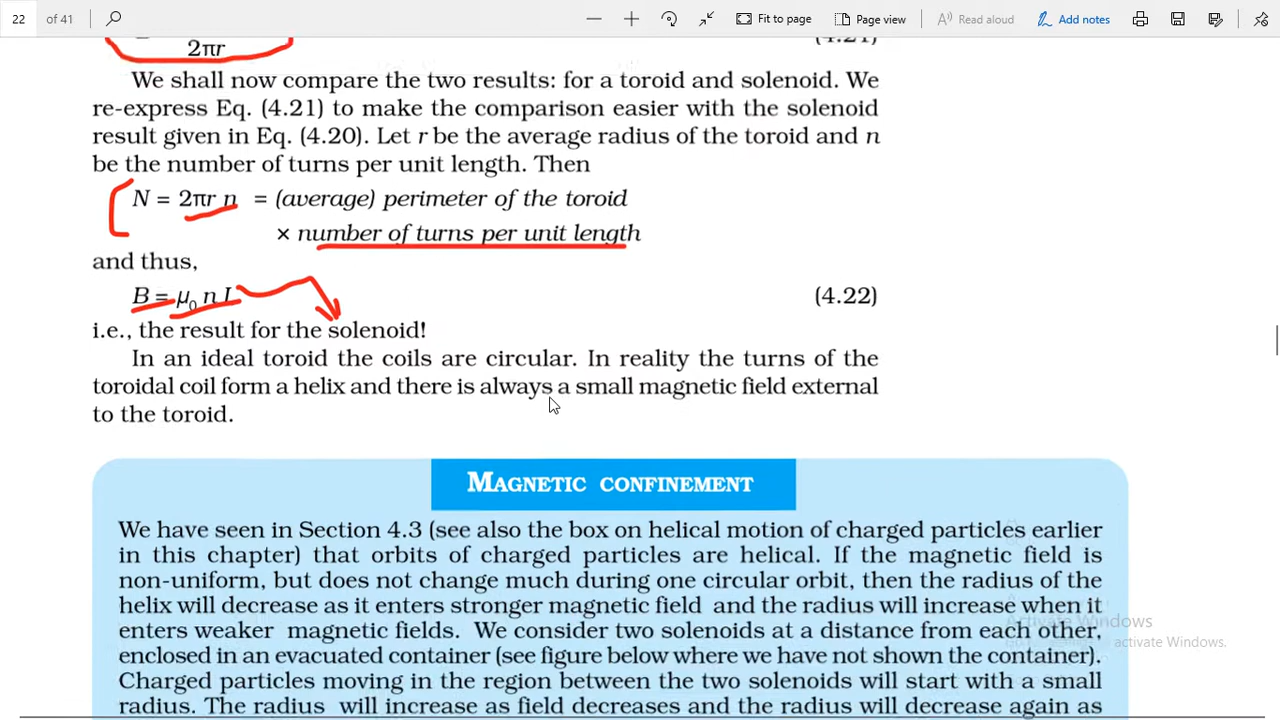 22 of 41 Fit to page Page view Read aloud Add notes
2πr
We shall now compare the two results: for a toroid and solenoid. We
re-express Eq. (4.21) to make the comparison easier with the solenoid
result given in Eq. (4.20). Let r be the average radius of the toroid and n
be the number of turns per unit length. Then
N = 2πr n = (average) perimeter of the toroid
× number of turns per unit length
and thus,
B = μ₀ n I (4.22)
i.e., the result for the solenoid!
In an ideal toroid the coils are circular. In reality the turns of the
toroidal coil form a helix and there is always a small magnetic field external
to the toroid.
MAGNETIC CONFINEMENT
We have seen in Section 4.3 (see also the box on helical motion of charged particles earlier
in this chapter) that orbits of charged particles are helical. If the magnetic field is
non-uniform, but does not change much during one circular orbit, then the radius of the
helix will decrease as it enters stronger magnetic field and the radius will increase when it
enters weaker magnetic fields. We consider two solenoids at a distance from each other,
enclosed in an evacuated container (see figure below where we have not shown the container).
Charged particles moving in the region between the two solenoids will start with a small
radius. The radius will increase as field decreases and the radius will decrease again as
Activate Windows
activate Windows.